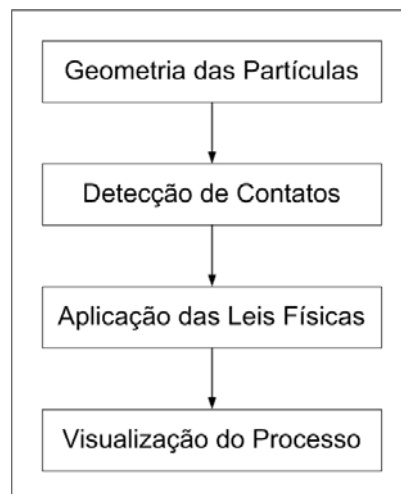 Geometria das Partículas
Detecção de Contatos
Aplicação das Leis Físicas
Visualização do Processo